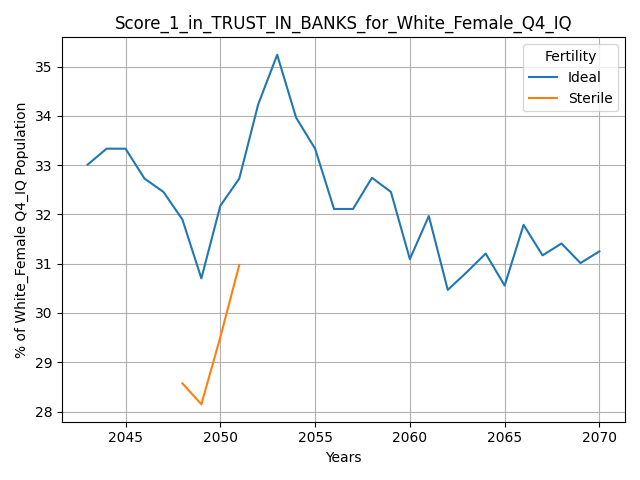 Score_1_in_TRUST_IN_BANKS_for_White_Female_Q4_IQ
Fertility
Ideal
Sterile
% of White_Female Q4_IQ Population
35
34
33
32
31
30
29
28
2045
2050
2055
2060
2065
2070
Years